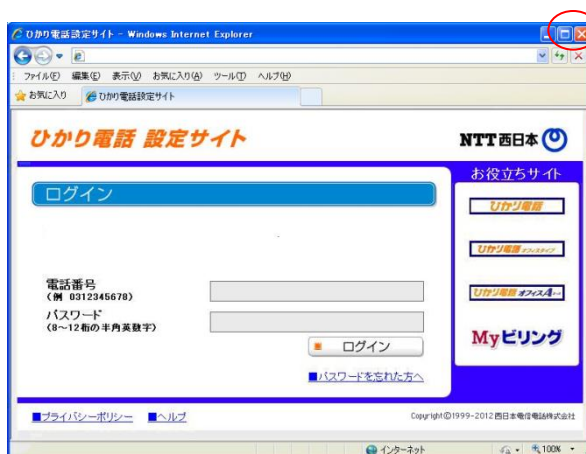 ひかり電話設定サイト - Windows Internet Explorer
ファイル(F) 編集(E) 表示(V) お気に入り(A) ツール(T) ヘルプ(H)
お気に入り ひかり電話設定サイト
ひかり電話 設定サイト
NTT西日本
お役立ちサイト
ログイン
ひかり電話
ひかり電話 オフィスタイプ
ひかり電話 オフィスA
電話番号
(例 0312345678)
パスワード
(8～12桁の半角英数字)
Myビリング
ログイン
■パスワードを忘れた方へ
■プライバシーポリシー ■ヘルプ
Copyright©1999-2012 西日本電信電話株式会社
インターネット 100%